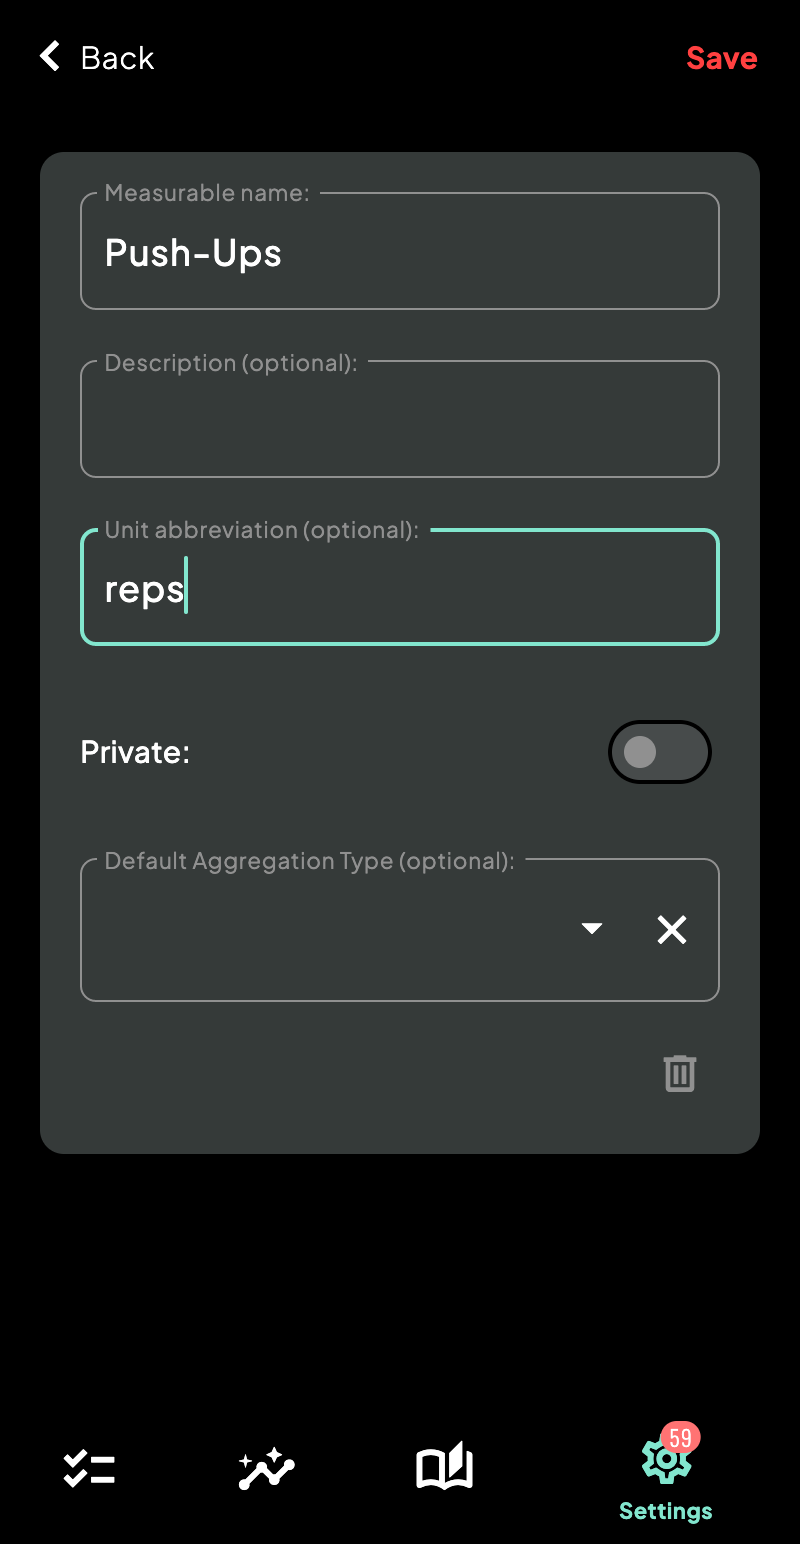 Back
Save
Measurable name:
Push-Ups
Description (optional):
Unit abbreviation (optional):
reps
Private:
Default Aggregation Type (optional):
59
Settings